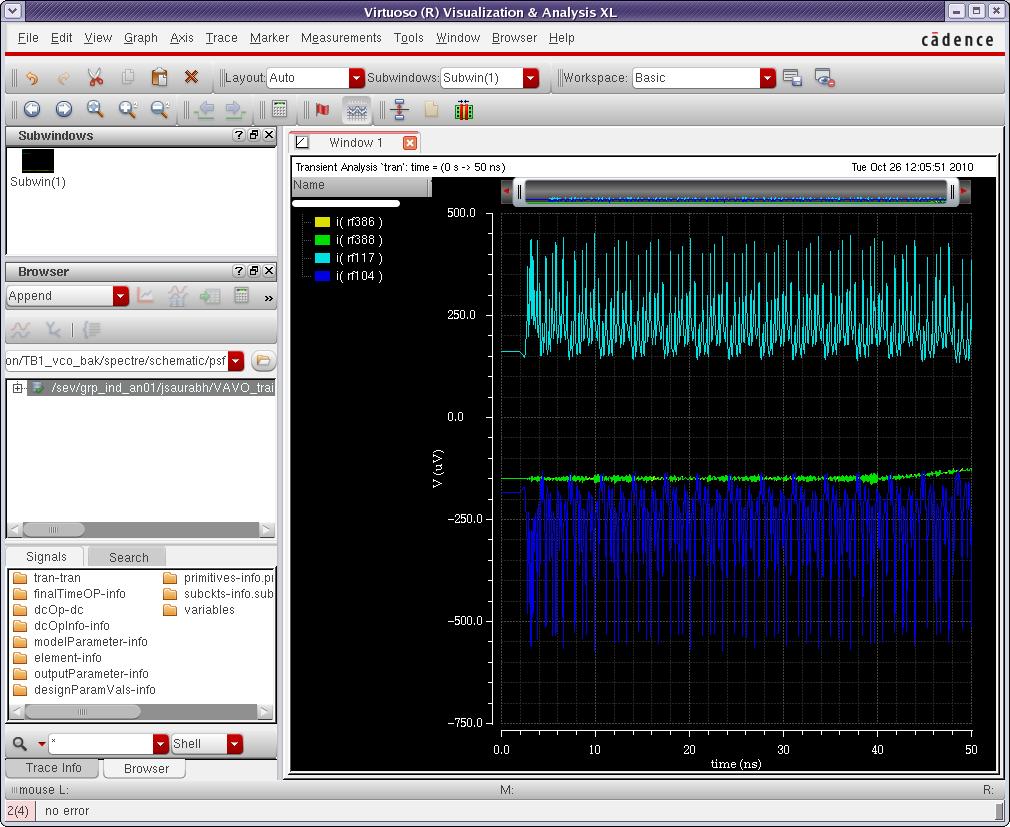 Virtuoso (R) Visualization & Analysis XL
File Edit View Graph Axis Trace Marker Measurements Tools Window Browser Help
cādence
Layout: Auto Subwindows: Subwin(1) Workspace: Basic
Subwindows
Subwin(1)
Browser
Append
»
on/TB1_vco_bak/spectre/schematic/psf
/sev/grp_ind_an01/jsaurabh/VAVO_trai
Signals Search
tran-tran primitives-info.pr
finalTimeOP-info subckts-info.sub
dcOp-dc variables
dcOpInfo-info
modelParameter-info
element-info
outputParameter-info
designParamVals-info
* Shell
Trace Info Browser
Window 1
Transient Analysis `tran': time = (0 s -> 50 ns) Tue Oct 26 12:05:51 2010
Name
i( rf386 )
i( rf388 )
i( rf117 )
i( rf104 )
500.0
250.0
0.0
V (uV)
-250.0
-500.0
-750.0
0.0 10 20 30 40 50
time (ns)
mouse L: M: R:
2(4) no error